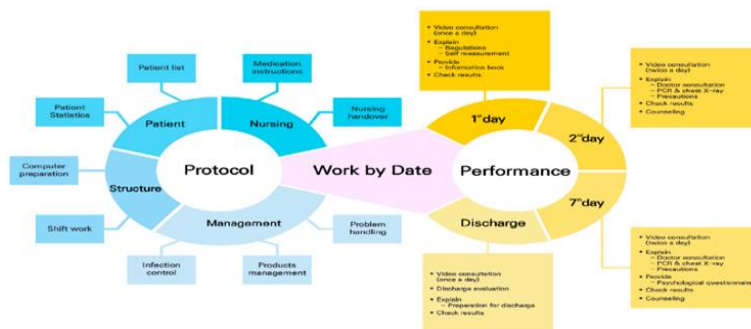 Patient list
Medication
instructions
Patient
Statistics
Nursing
handover
Patient
Nursing
Computer
preparation
Structure
Protocol
Shift work
Management
Infection
control
Products
management
Problem
handling
Work by Date
Performance
1st day
• Video consultation
(once a day)
• Explain
– Regulations
– Self measurement
• Provide
– Information book
• Check results
2nd day
• Video consultation
(twice a day)
• Explain
– Doctor consultation
– PCR & chest X-ray
– Precautions
• Check results
• Counseling
7th day
• Video consultation
(twice a day)
• Explain
– Doctor consultation
– PCR & chest X-ray
– Precautions
• Provide
– Psychological questionnaire
• Check results
• Counseling
Discharge
• Video consultation
(once a day)
• Discharge evaluation
• Explain
– Preparation for discharge
• Check results